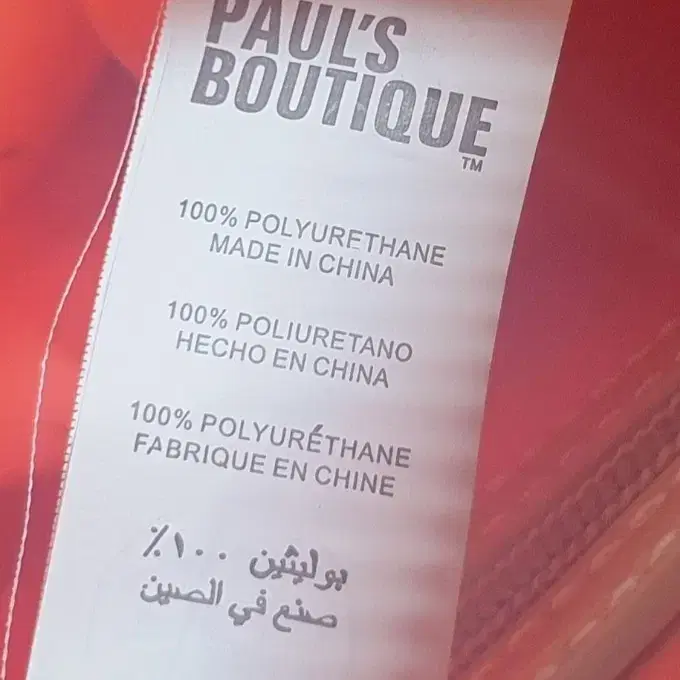 PAUL'S
BOUTIQUE
TM
100% POLYURETHANE
MADE IN CHINA
100% POLIURETANO
HECHO EN CHINA
100% POLYURÉTHANE
FABRIQUE EN CHINE
بوليثين ١٠٠٪
صنع في الصين